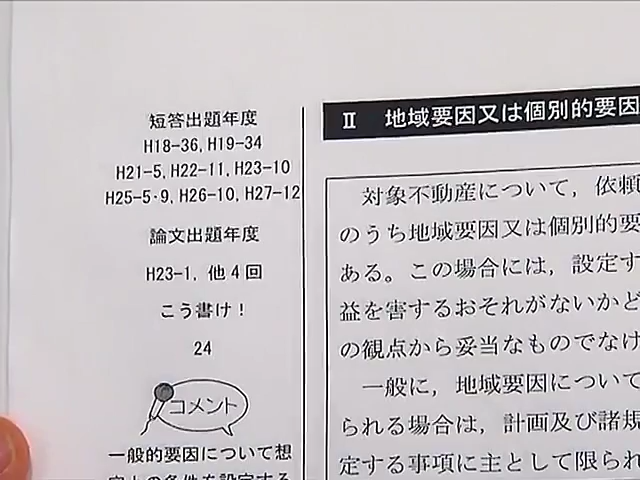 短答出題年度
H18-36, H19-34
H21-5, H22-11, H23-10
H25-5・9, H26-10, H27-12
論文出題年度
H23-1, 他4回
こう書け！
24
コメント
一般的要因について想
Ⅱ 地域要因又は個別的要因
対象不動産について，依頼
のうち地域要因又は個別的要
ある。この場合には，設定す
益を害するおそれがないかど
の観点から妥当なものでなけ
一般に，地域要因について
られる場合は，計画及び諸規
定する事項に主として限られ